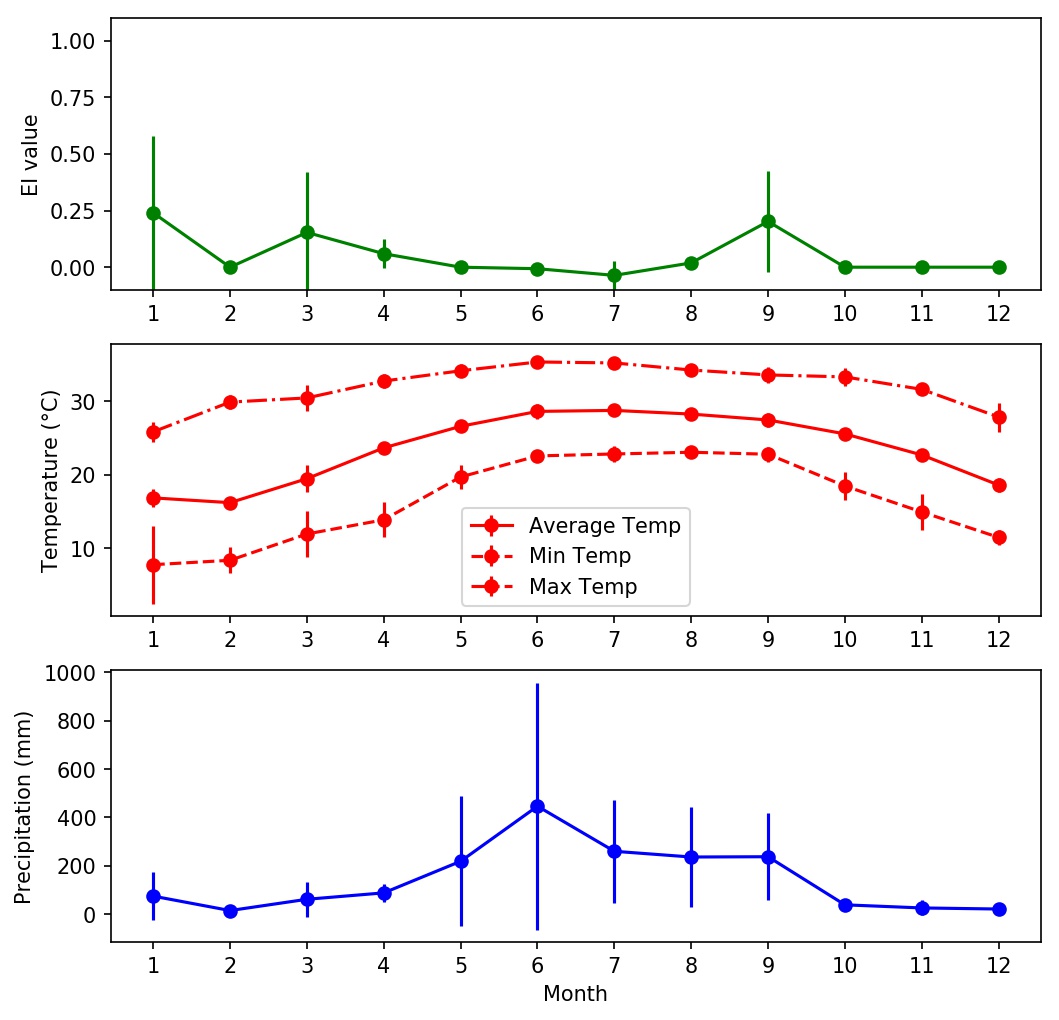 EI value
1.00
0.75
0.50
0.25
0.00
1 2 3 4 5 6 7 8 9 10 11 12
Temperature (°C)
30
20
10
Average Temp
Min Temp
Max Temp
1 2 3 4 5 6 7 8 9 10 11 12
Precipitation (mm)
1000
800
600
400
200
0
1 2 3 4 5 6 7 8 9 10 11 12
Month